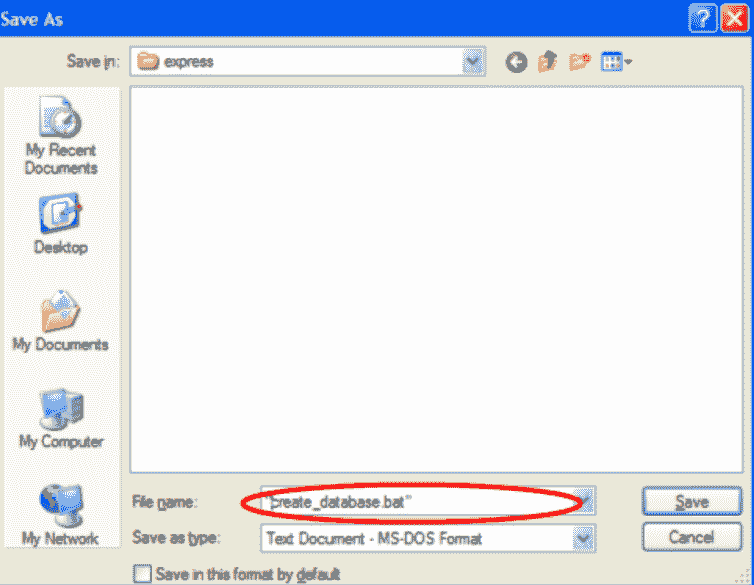 Save As
Save in: express
My Recent
Documents
Desktop
My Documents
My Computer
My Network
File name: "create_database.bat" Save
Save as type: Text Document - MS-DOS Format Cancel
Save in this format by default